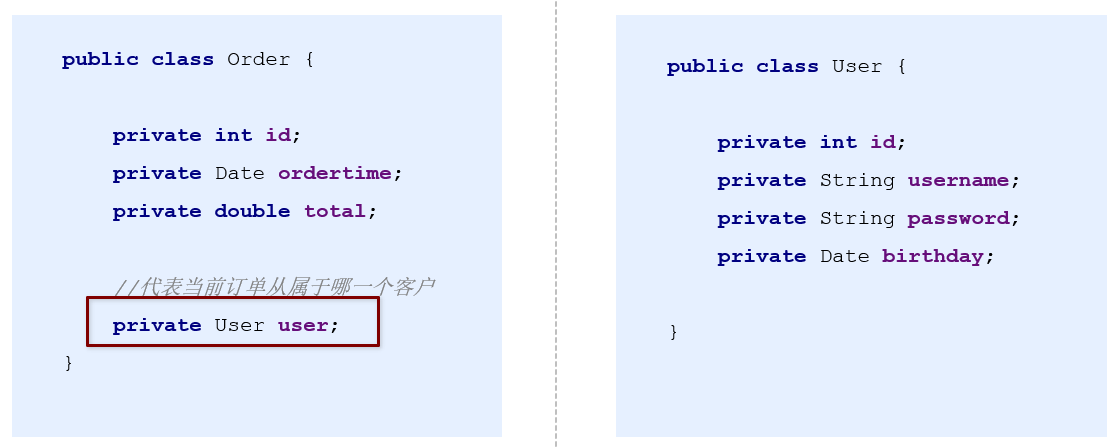 public class Order {
private int id;
private Date ordertime;
private double total;
//代表当前订单从属于哪一个客户
private User user;
}
public class User {
private int id;
private String username;
private String password;
private Date birthday;
}